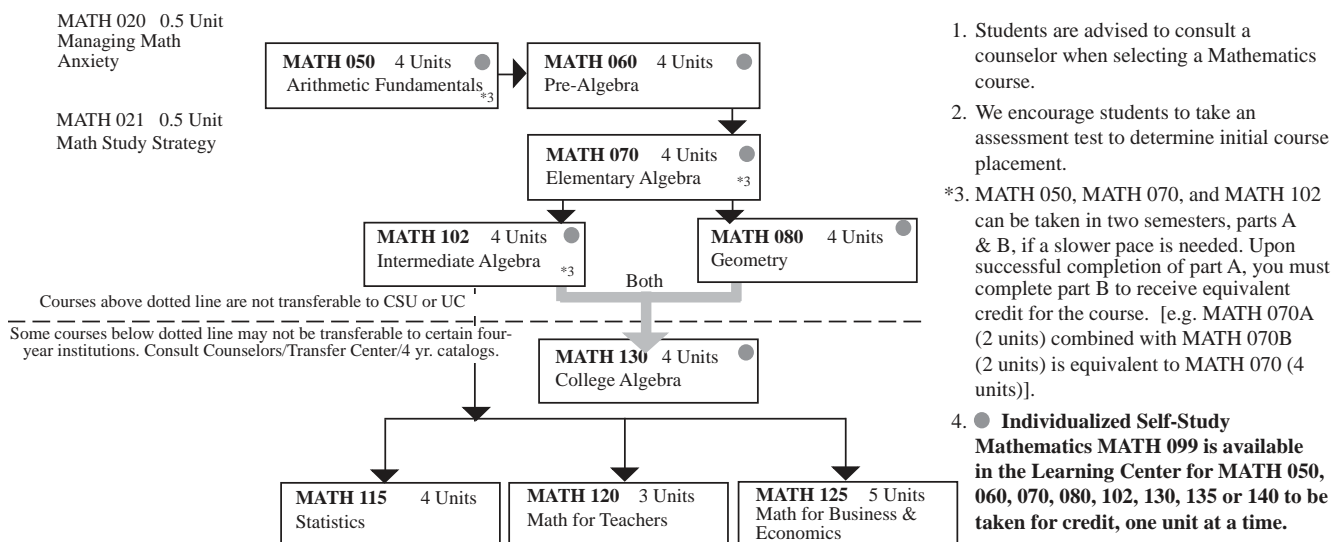 MATH 020 0.5 Unit
Managing Math
Anxiety
MATH 021 0.5 Unit
Math Study Strategy
MATH 050 4 Units
Arithmetic Fundamentals
*3
MATH 060 4 Units
Pre-Algebra
MATH 070 4 Units
Elementary Algebra
*3
MATH 102 4 Units
Intermediate Algebra
*3
MATH 080 4 Units
Geometry
Both
Courses above dotted line are not transferable to CSU or UC
Some courses below dotted line may not be transferable to certain four-
year institutions. Consult Counselors/Transfer Center/4 yr. catalogs.
MATH 130 4 Units
College Algebra
MATH 115 4 Units
Statistics
MATH 120 3 Units
Math for Teachers
MATH 125 5 Units
Math for Business &
Economics
1. Students are advised to consult a
counselor when selecting a Mathematics
course.
2. We encourage students to take an
assessment test to determine initial course
placement.
*3. MATH 050, MATH 070, and MATH 102
can be taken in two semesters, parts A
& B, if a slower pace is needed. Upon
successful completion of part A, you must
complete part B to receive equivalent
credit for the course. [e.g. MATH 070A
(2 units) combined with MATH 070B
(2 units) is equivalent to MATH 070 (4
units)].
4. Individualized Self-Study
Mathematics MATH 099 is available
in the Learning Center for MATH 050,
060, 070, 080, 102, 130, 135 or 140 to be
taken for credit, one unit at a time.